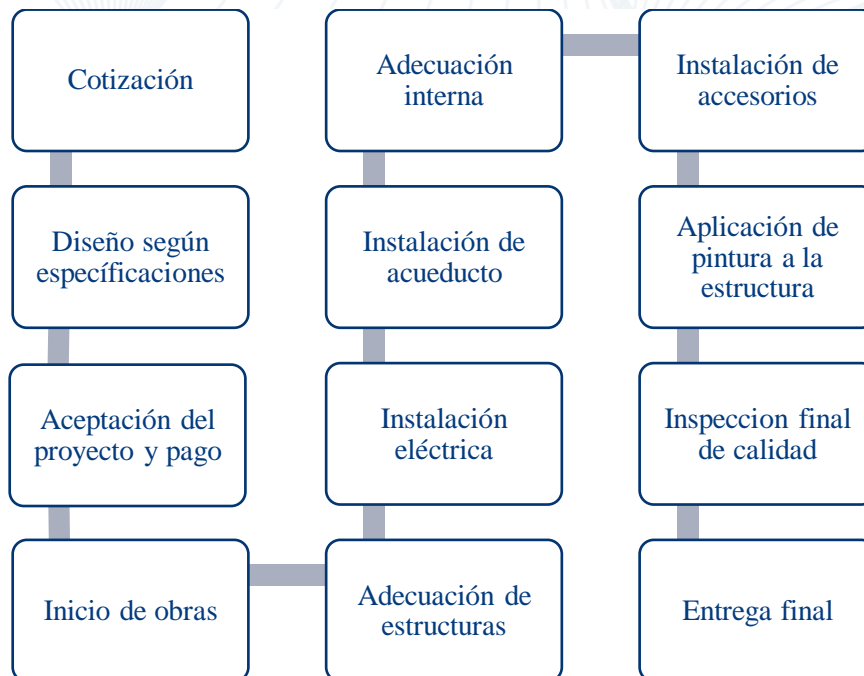 Cotización
Diseño según
específicaciones
Aceptación del
proyecto y pago
Inicio de obras
Adecuación de
estructuras
Instalación
eléctrica
Instalación de
acueducto
Adecuación
interna
Instalación de
accesorios
Aplicación de
pintura a la
estructura
Inspeccion final
de calidad
Entrega final